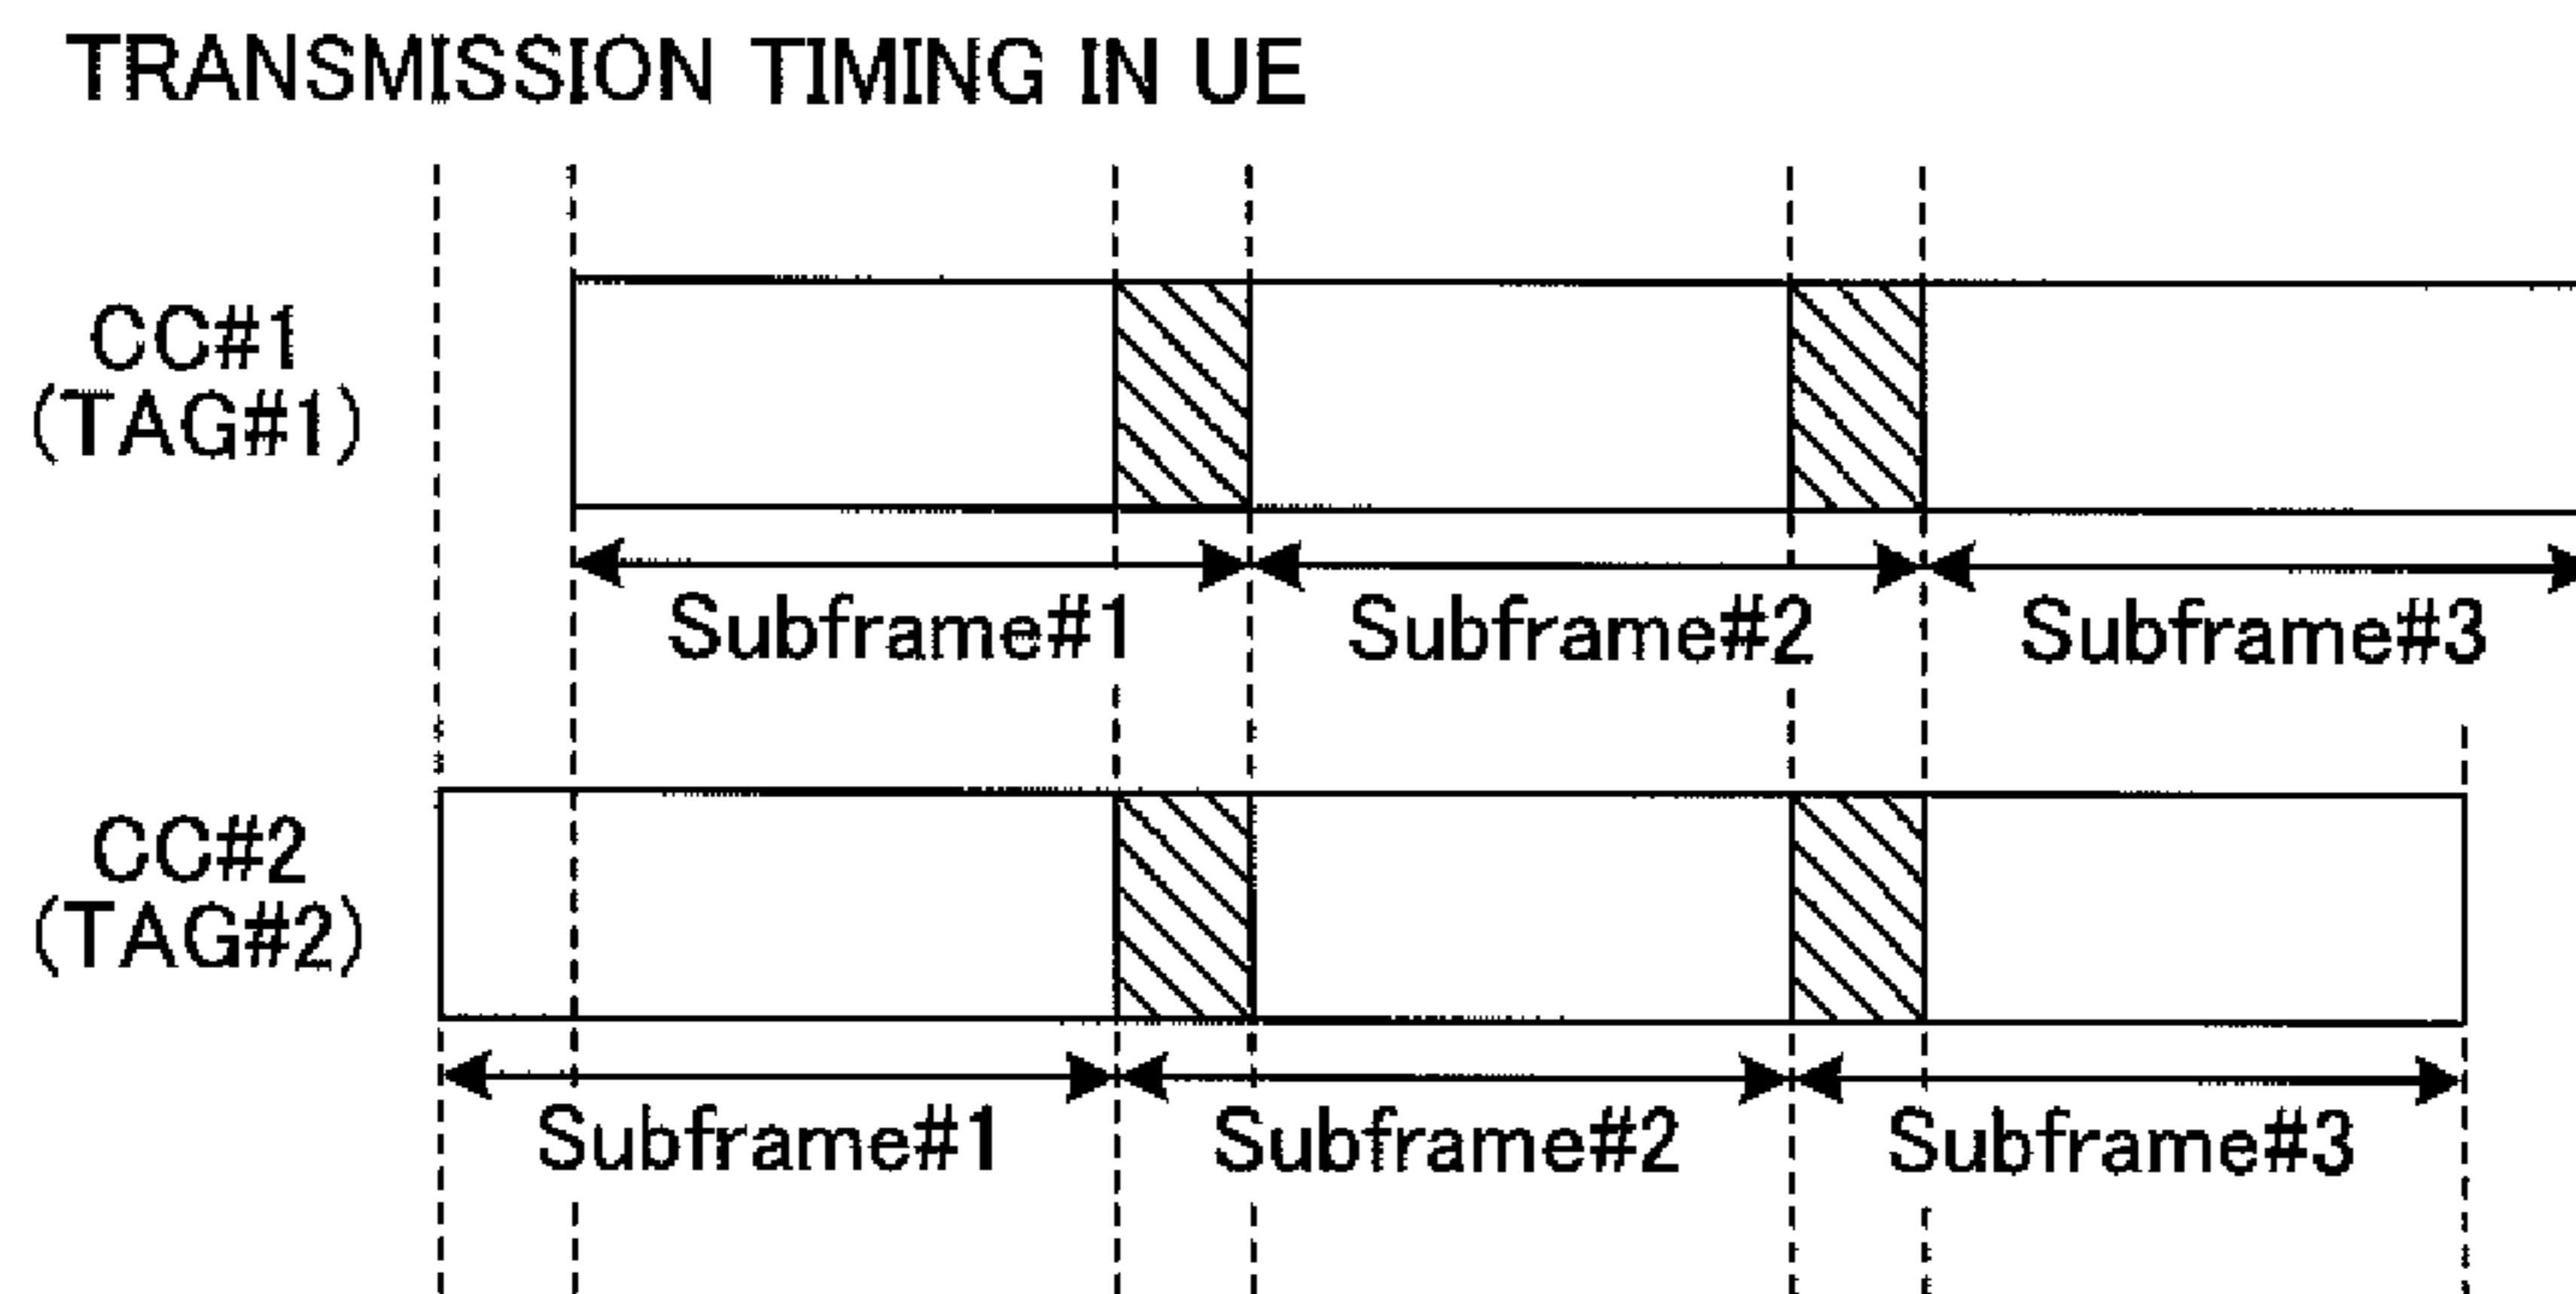 TRANSMISSION TIMING IN UE
CC#1
(TAG#1)
Subframe#1
Subframe#2
Subframe#3
CC#2
(TAG#2)
Subframe#1
Subframe#2
Subframe#3